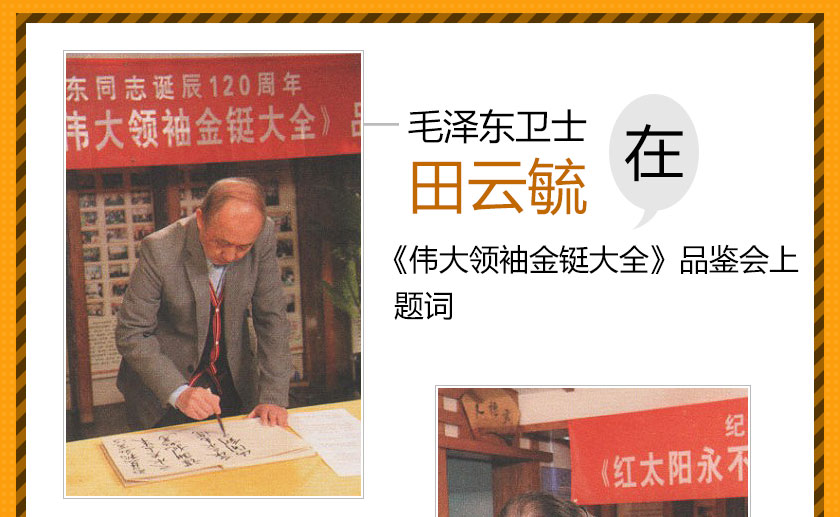 东同志诞辰120周年
伟大领袖金铤大全》品
毛泽东卫士
田云毓
在
《伟大领袖金铤大全》品鉴会上
题词
纪
《红太阳永不